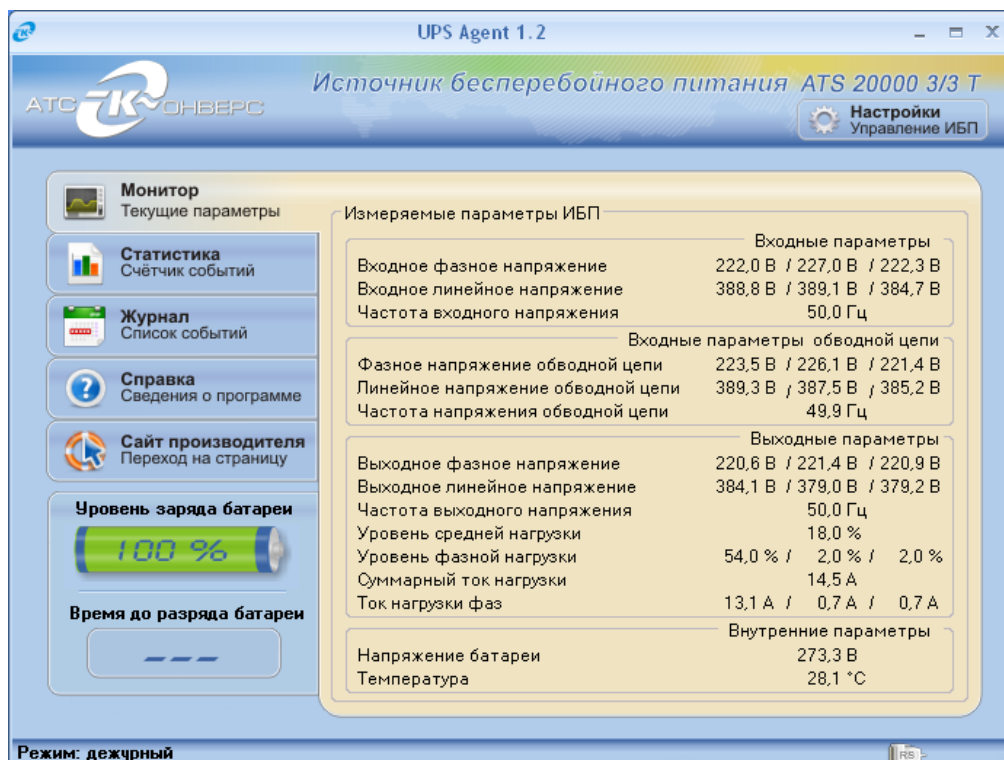 UPS Agent 1.2
АТС КОНВЕРС
Источник бесперебойного питания ATS 20000 3/3 T
Настройки
Управление ИБП
Монитор
Текущие параметры
Статистика
Счётчик событий
Журнал
Список событий
Справка
Сведения о программе
Сайт производителя
Переход на страницу
Уровень заряда батареи
100 %
Время до разряда батареи
---
Измеряемые параметры ИБП
Входные параметры
Входное фазное напряжение 222,0 В / 227,0 В / 222,3 В
Входное линейное напряжение 388,8 В / 389,1 В / 384,7 В
Частота входного напряжения 50,0 Гц
Входные параметры обводной цепи
Фазное напряжение обводной цепи 223,5 В / 226,1 В / 221,4 В
Линейное напряжение обводной цепи 389,3 В / 387,5 В / 385,2 В
Частота напряжения обводной цепи 49,9 Гц
Выходные параметры
Выходное фазное напряжение 220,6 В / 221,4 В / 220,9 В
Выходное линейное напряжение 384,1 В / 379,0 В / 379,2 В
Частота выходного напряжения 50,0 Гц
Уровень средней нагрузки 18,0 %
Уровень фазной нагрузки 54,0 % / 2,0 % / 2,0 %
Суммарный ток нагрузки 14,5 А
Ток нагрузки фаз 13,1 А / 0,7 А / 0,7 А
Внутренние параметры
Напряжение батареи 273,3 В
Температура 28,1 °C
Режим: дежурный
RS